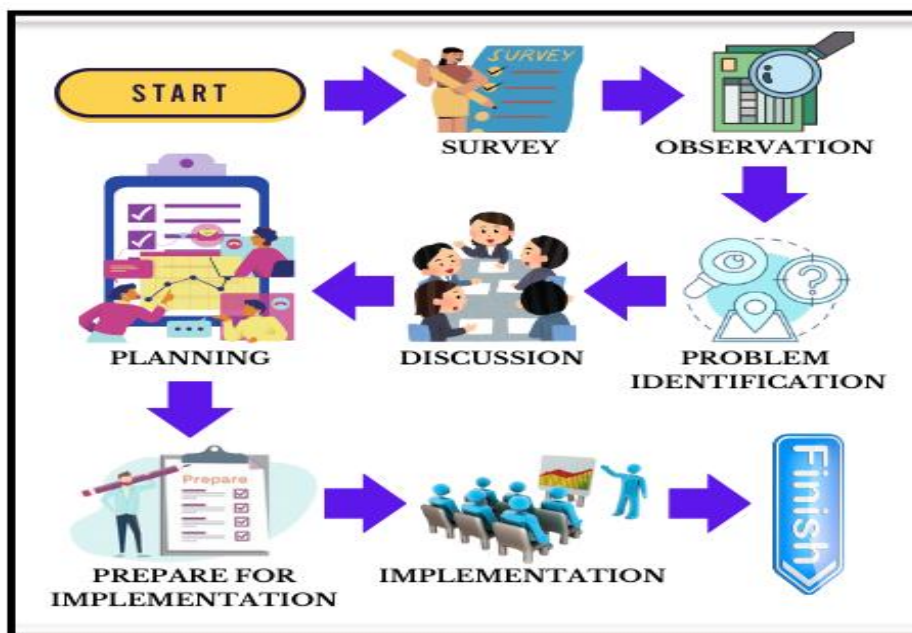 START
SURVEY
SURVEY
OBSERVATION
PROBLEM
IDENTIFICATION
DISCUSSION
PLANNING
Prepare
PREPARE FOR
IMPLEMENTATION
IMPLEMENTATION
Finish